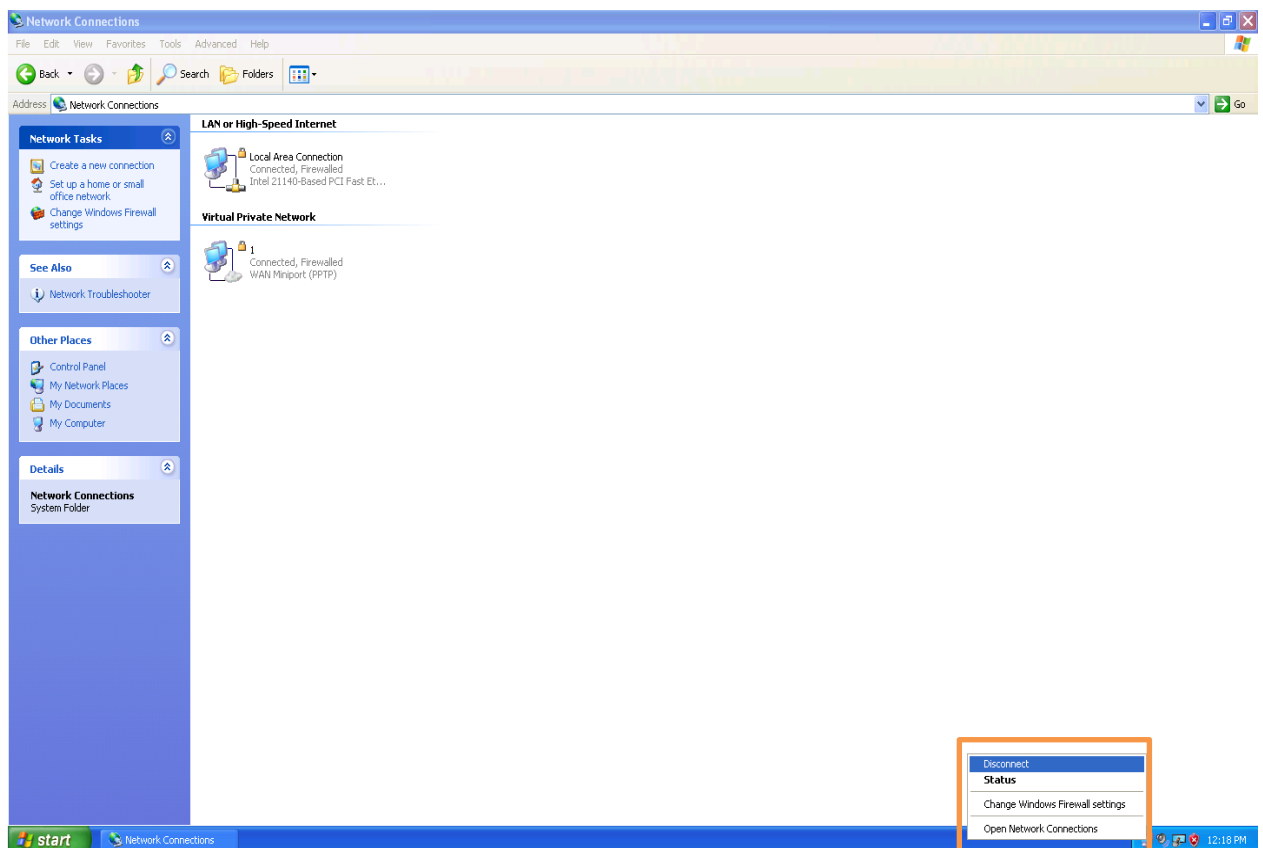 Network Connections
File Edit View Favorites Tools Advanced Help
Back Search Folders
Address Network Connections Go
Network Tasks
Create a new connection
Set up a home or small
office network
Change Windows Firewall
settings
See Also
Network Troubleshooter
Other Places
Control Panel
My Network Places
My Documents
My Computer
Details
Network Connections
System Folder
LAN or High-Speed Internet
Local Area Connection
Connected, Firewalled
Intel 21140-Based PCI Fast Et...
Virtual Private Network
1
Connected, Firewalled
WAN Miniport (PPTP)
Disconnect
Status
Change Windows Firewall settings
Open Network Connections
start Network Connections 12:18 PM